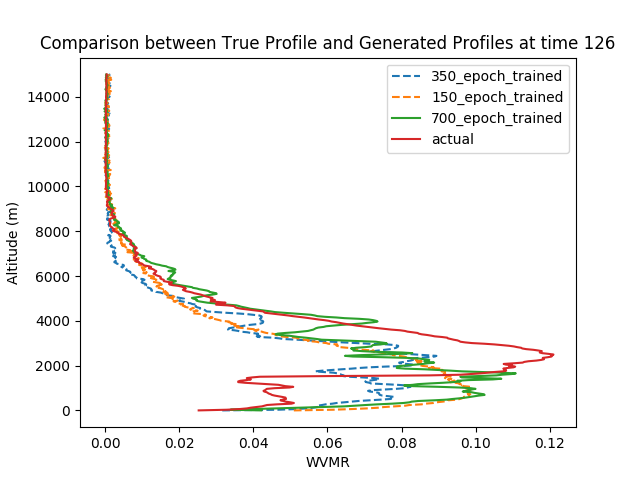 Comparison between True Profile and Generated Profiles at time 126
350_epoch_trained
150_epoch_trained
700_epoch_trained
actual
14000
12000
10000
8000
6000
4000
2000
0
Altitude (m)
0.00 0.02 0.04 0.06 0.08 0.10 0.12
WVMR